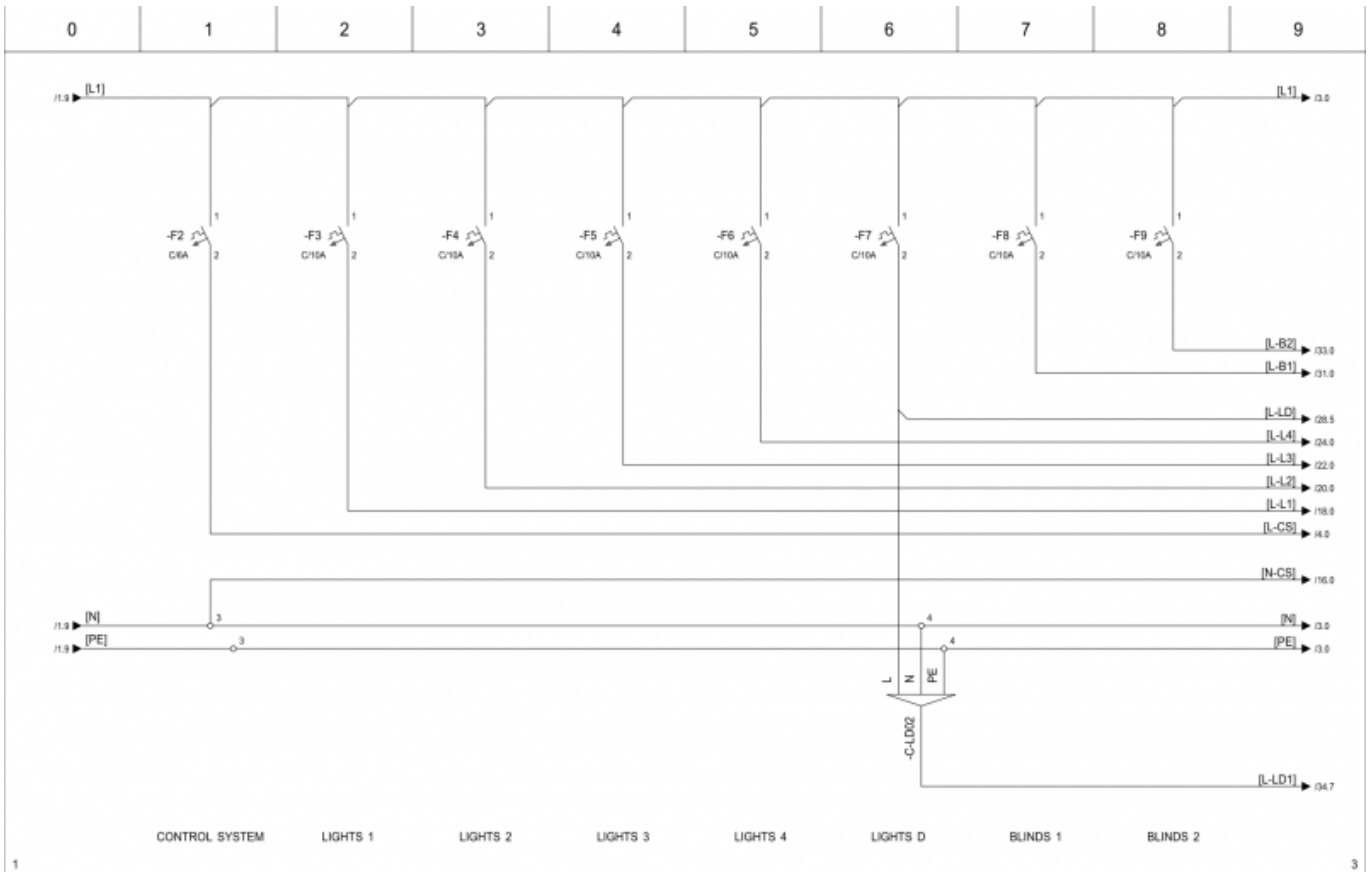 0 1 2 3 4 5 6 7 8 9
/1.9 [L1] [L1] /3.0
1 1 1 1 1 1 1 1
-F2 -F3 -F4 -F5 -F6 -F7 -F8 -F9
C/6A 2 C/10A 2 C/10A 2 C/10A 2 C/10A 2 C/10A 2 C/10A 2 C/10A 2
[L-B2] /33.0
[L-B1] /31.0
[L-LD] /28.5
[L-L4] /24.0
[L-L3] /22.0
[L-L2] /20.0
[L-L1] /18.0
[L-CS] /4.0
[N-CS] /16.0
/1.9 [N] 3 4 [N] /3.0
/1.9 [PE] 3 4 [PE] /3.0
L N PE
-C-LD02
[L-LD1] /34.7
CONTROL SYSTEM LIGHTS 1 LIGHTS 2 LIGHTS 3 LIGHTS 4 LIGHTS D BLINDS 1 BLINDS 2
1 3